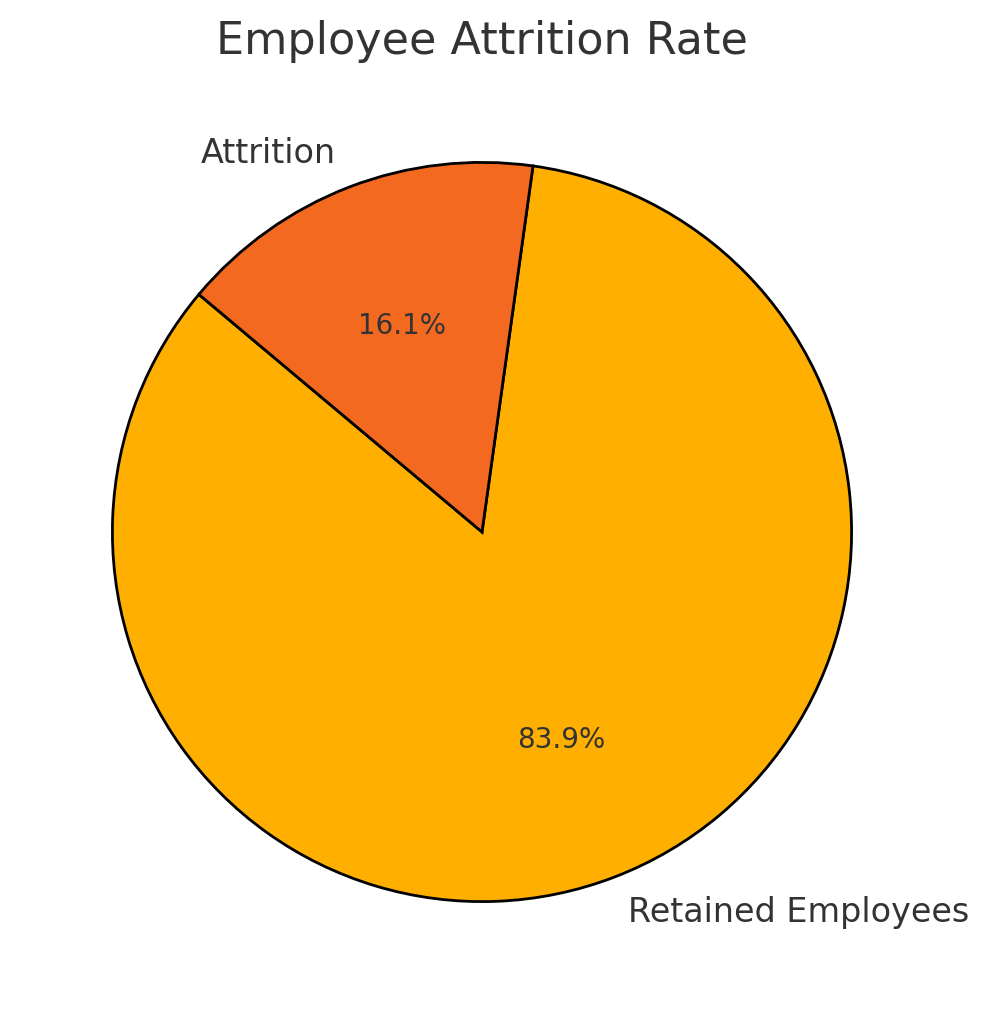 Employee Attrition Rate
Attrition
16.1%
83.9%
Retained Employees